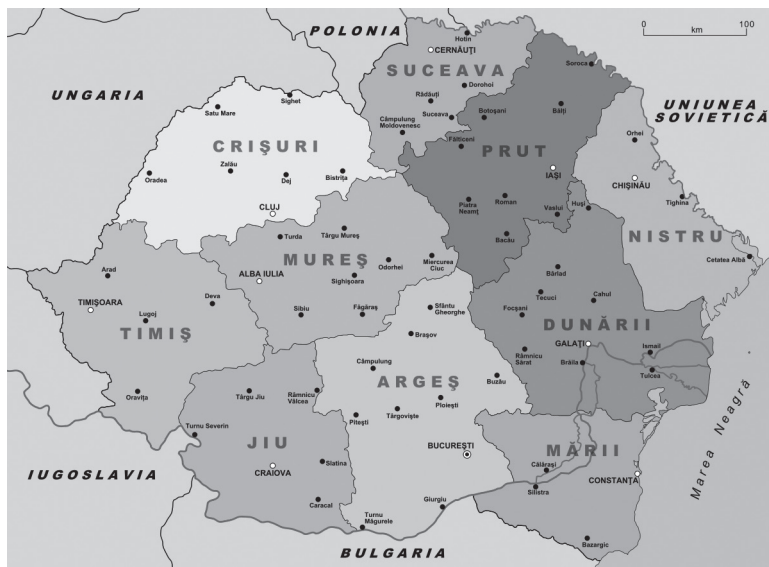 POLONIA
0
100
km
Hotin
CERNĂUŢI
SUCEAVA
Soroca
Dorohoi
UNGARIA
Rădăuţi
Sighet
Satu Mare
Suceava
Botoşani
Bălţi
UNIUNEA
SOVIETICĂ
Câmpulung
Moldovenesc
Fălticeni
Orhei
CRIŞURI
PRUT
Zalău
Oradea
Dej
Bistriţa
IAŞI
CHIŞINĂU
Piatra
Neamţ
Roman
Tighina
CLUJ
Vaslui
Huşi
Târgu Mureş
Turda
Bacău
NISTRU
MUREŞ
Odorhei
Miercurea
Ciuc
Cetatea Albă
Arad
ALBA IULIA
Sighişoara
Bârlad
TIMIŞOARA
Deva
Tecuci
Cahul
Lugoj
Sibiu
Făgăraş
Sfântu
Gheorghe
Focşani
TIMIŞ
DUNĂRII
Braşov
GALAŢI
Râmnicu
Sărat
Ismail
Brăila
Câmpulung
Tulcea
ARGEŞ
Buzău
Oraviţa
Târgu Jiu
Râmnicu
Vâlcea
Ploieşti
Târgovişte
Piteşti
Turnu Severin
JIU
BUCUREŞTI
MĂRII
Marea Neagră
Slatina
CRAIOVA
Călăraşi
CONSTANŢA
IUGOSLAVIA
Silistra
Caracal
Giurgiu
Turnu
Măgurele
Bazargic
BULGARIA